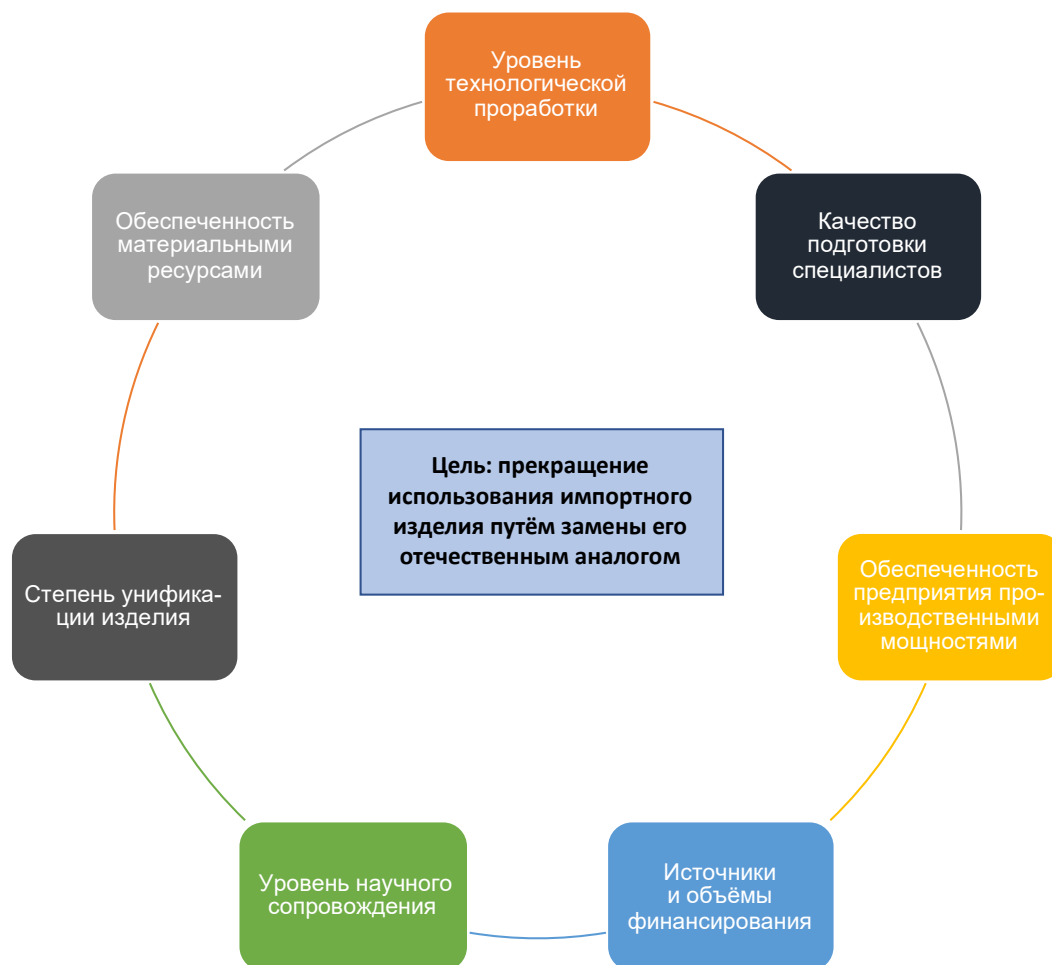 Уровень
технологической
проработки
Качество
подготовки
специалистов
Обеспеченность
предприятия про-
изводственными
мощностями
Источники
и объёмы
финансирования
Уровень научного
сопровождения
Степень унифика-
ции изделия
Обеспеченность
материальными
ресурсами
Цель: прекращение
использования импортного
изделия путём замены его
отечественным аналогом